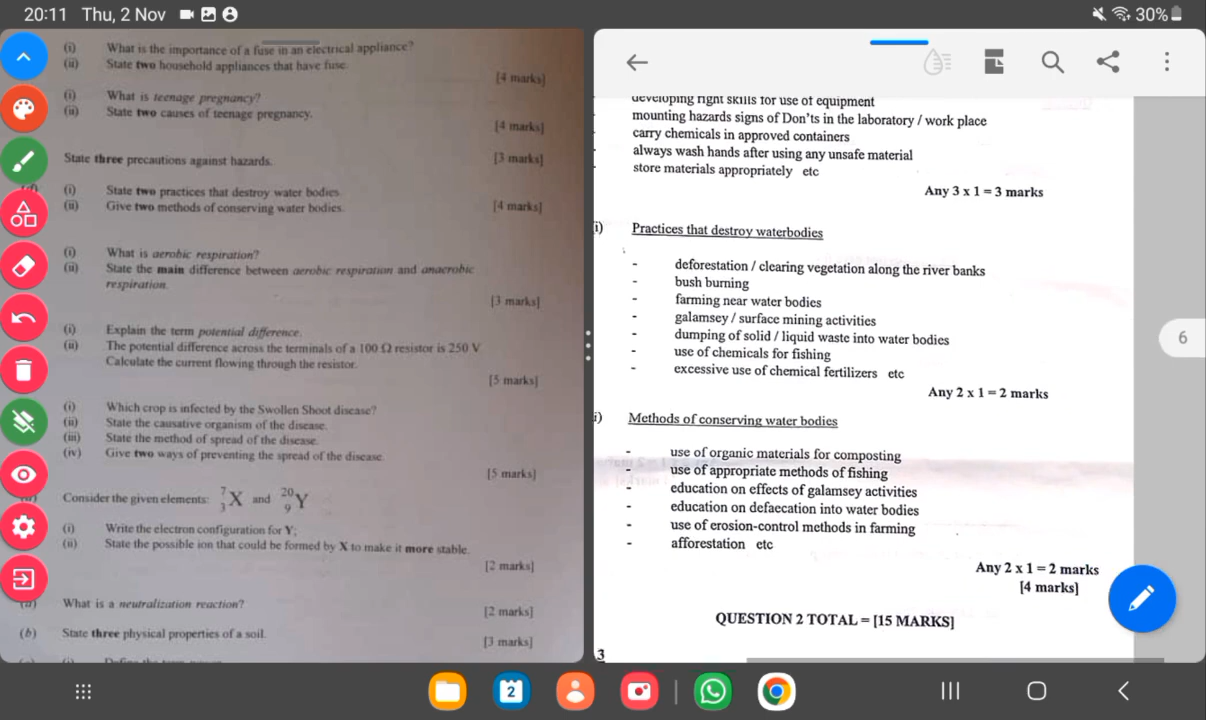 20:11 Thu, 2 Nov
30%
(i) What is the importance of a fuse in an electrical appliance?
(ii) State two household appliances that have fuse.
[4 marks]
(i) What is teenage pregnancy?
(ii) State two causes of teenage pregnancy.
[4 marks]
State three precautions against hazards.
[3 marks]
(i) State two practices that destroy water bodies.
(ii) Give two methods of conserving water bodies.
[4 marks]
(i) What is aerobic respiration?
(ii) State the main difference between aerobic respiration and anaerobic
respiration.
[3 marks]
(i) Explain the term potential difference.
(ii) The potential difference across the terminals of a 100 Ω resistor is 250 V.
Calculate the current flowing through the resistor.
[5 marks]
(i) Which crop is infected by the Swollen Shoot disease?
(ii) State the causative organism of the disease.
(iii) State the method of spread of the disease.
(iv) Give two ways of preventing the spread of the disease.
[5 marks]
Consider the given elements: ⁷₃X and ²⁰₉Y
(i) Write the electron configuration for Y;
(ii) State the possible ion that could be formed by X to make it more stable.
[2 marks]
What is a neutralization reaction?
[2 marks]
(b) State three physical properties of a soil.
[3 marks]
developing right skills for use of equipment
mounting hazards signs of Don'ts in the laboratory / work place
carry chemicals in approved containers
always wash hands after using any unsafe material
store materials appropriately etc
Any 3 x 1 = 3 marks
i) Practices that destroy waterbodies
- deforestation / clearing vegetation along the river banks
- bush burning
- farming near water bodies
- galamsey / surface mining activities
- dumping of solid / liquid waste into water bodies
- use of chemicals for fishing
- excessive use of chemical fertilizers etc
Any 2 x 1 = 2 marks
i) Methods of conserving water bodies
- use of organic materials for composting
- use of appropriate methods of fishing
- education on effects of galamsey activities
- education on defaecation into water bodies
- use of erosion-control methods in farming
- afforestation etc
Any 2 x 1 = 2 marks
[4 marks]
QUESTION 2 TOTAL = [15 MARKS]
3
6
2